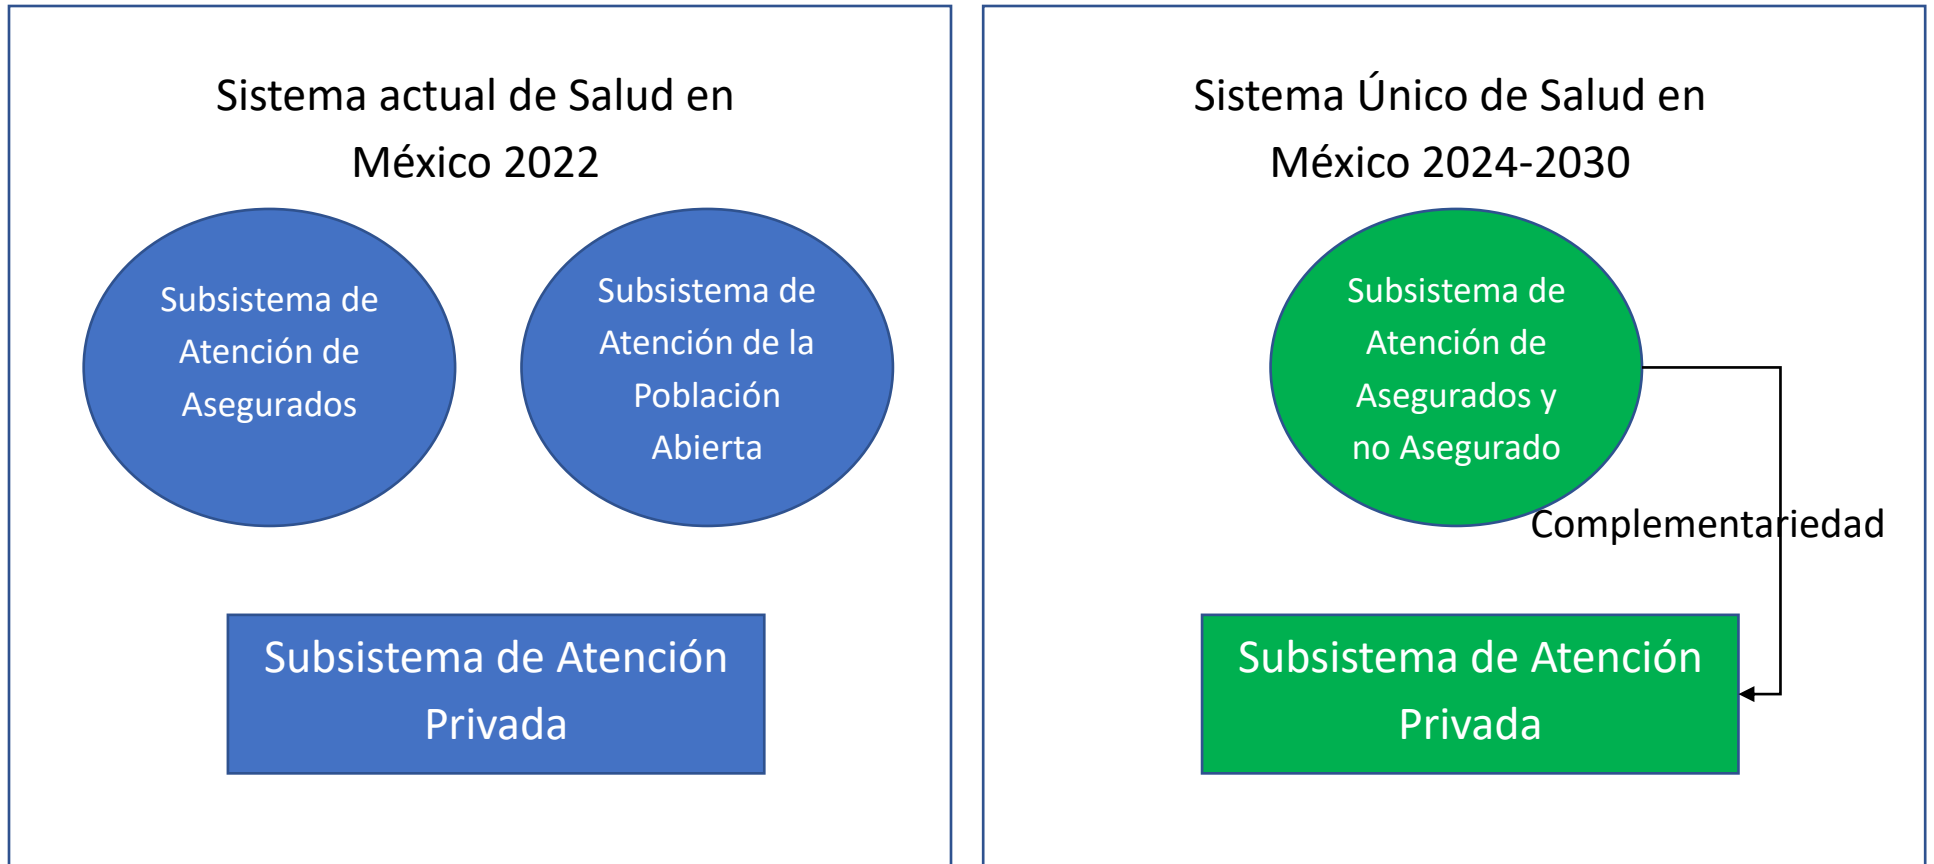 Sistema actual de Salud en
México 2022
Subsistema de
Atención de
Asegurados
Subsistema de
Atención de la
Población
Abierta
Subsistema de Atención
Privada
Sistema Único de Salud en
México 2024-2030
Subsistema de
Atención de
Asegurados y
no Asegurado
Complementariedad
Subsistema de Atención
Privada